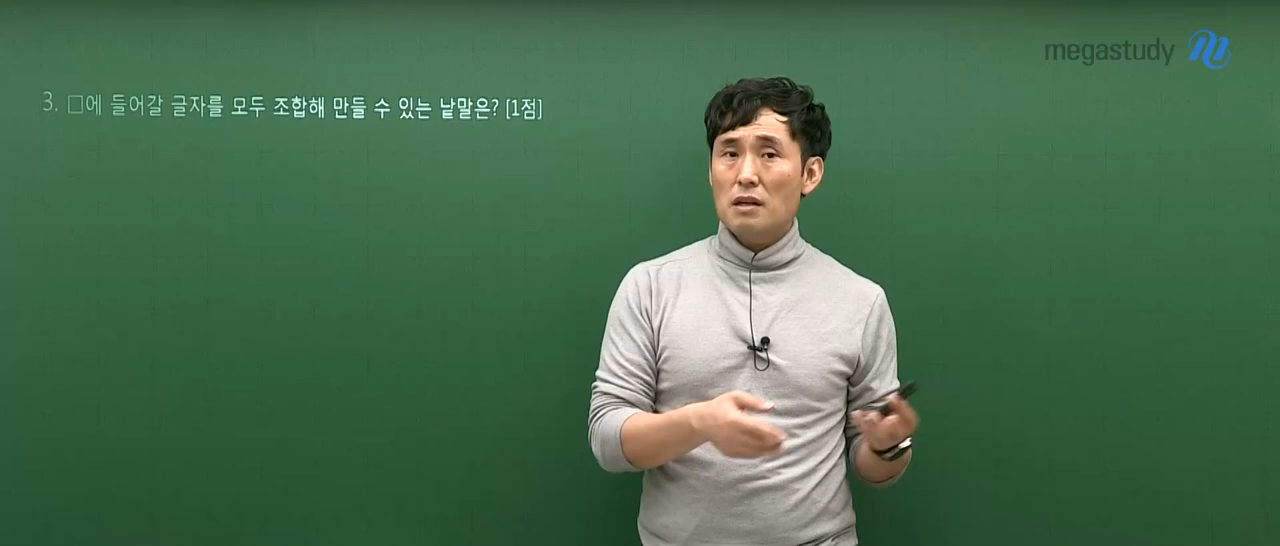 megastudy
3. □에 들어갈 글자를 모두 조합해 만들 수 있는 낱말은? [1점]